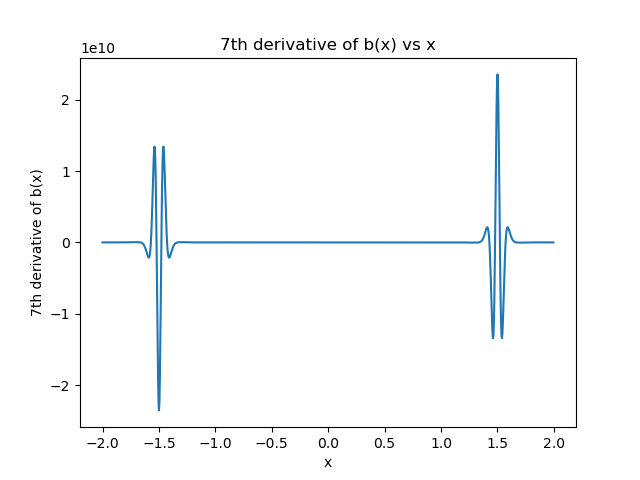 7th derivative of b(x) vs x
1e10
7th derivative of b(x)
2
1
0
−1
−2
−2.0 −1.5 −1.0 −0.5 0.0 0.5 1.0 1.5 2.0
x